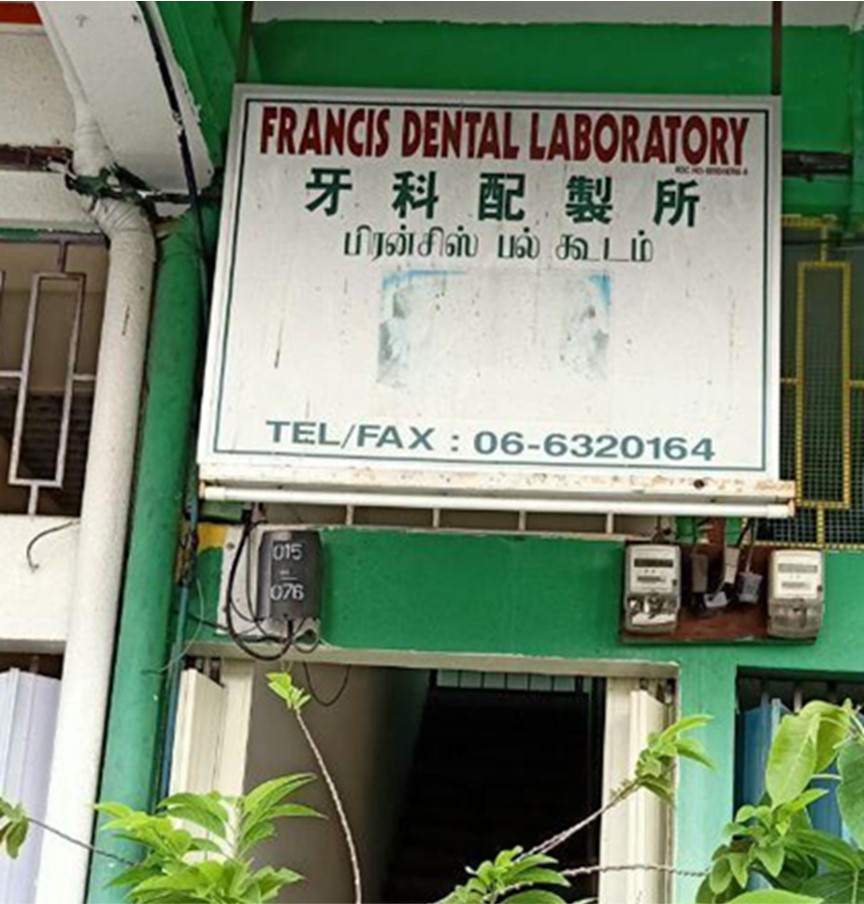 FRANCIS DENTAL LABORATORY
牙科配製所
பிரன்சிஸ் பல் கூடம்
TEL/FAX : 06-6320164
015
076